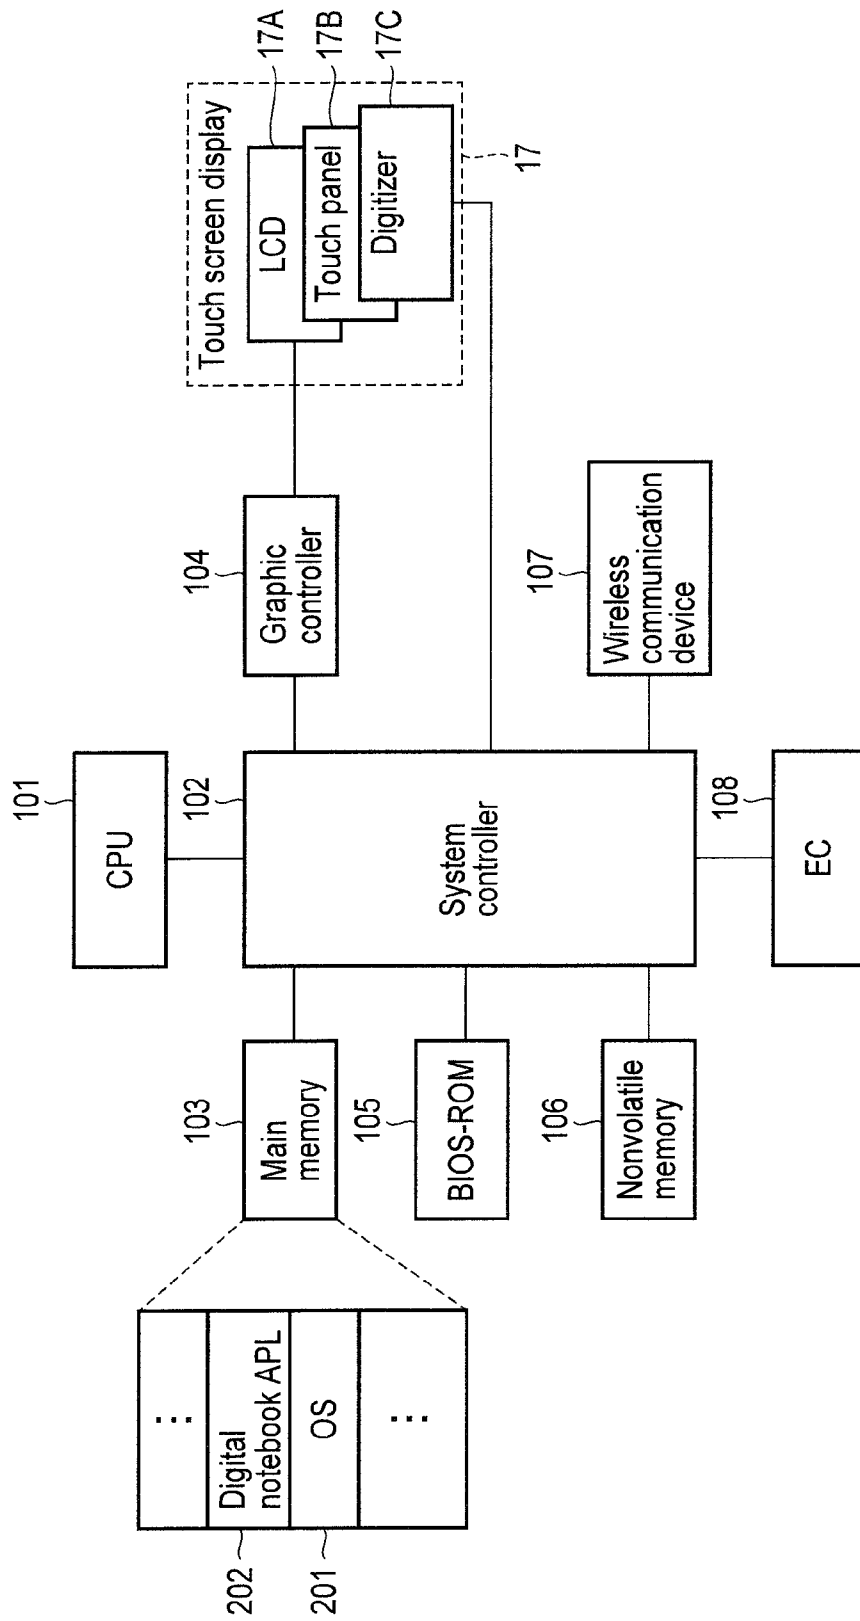 101
CPU
102
System
controller
103
Main
memory
104
Graphic
controller
Touch screen display
LCD
17A
Touch panel
17B
Digitizer
17C
17
202
Digital
notebook APL
201
OS
105
BIOS-ROM
106
Nonvolatile
memory
107
Wireless
communication
device
108
EC